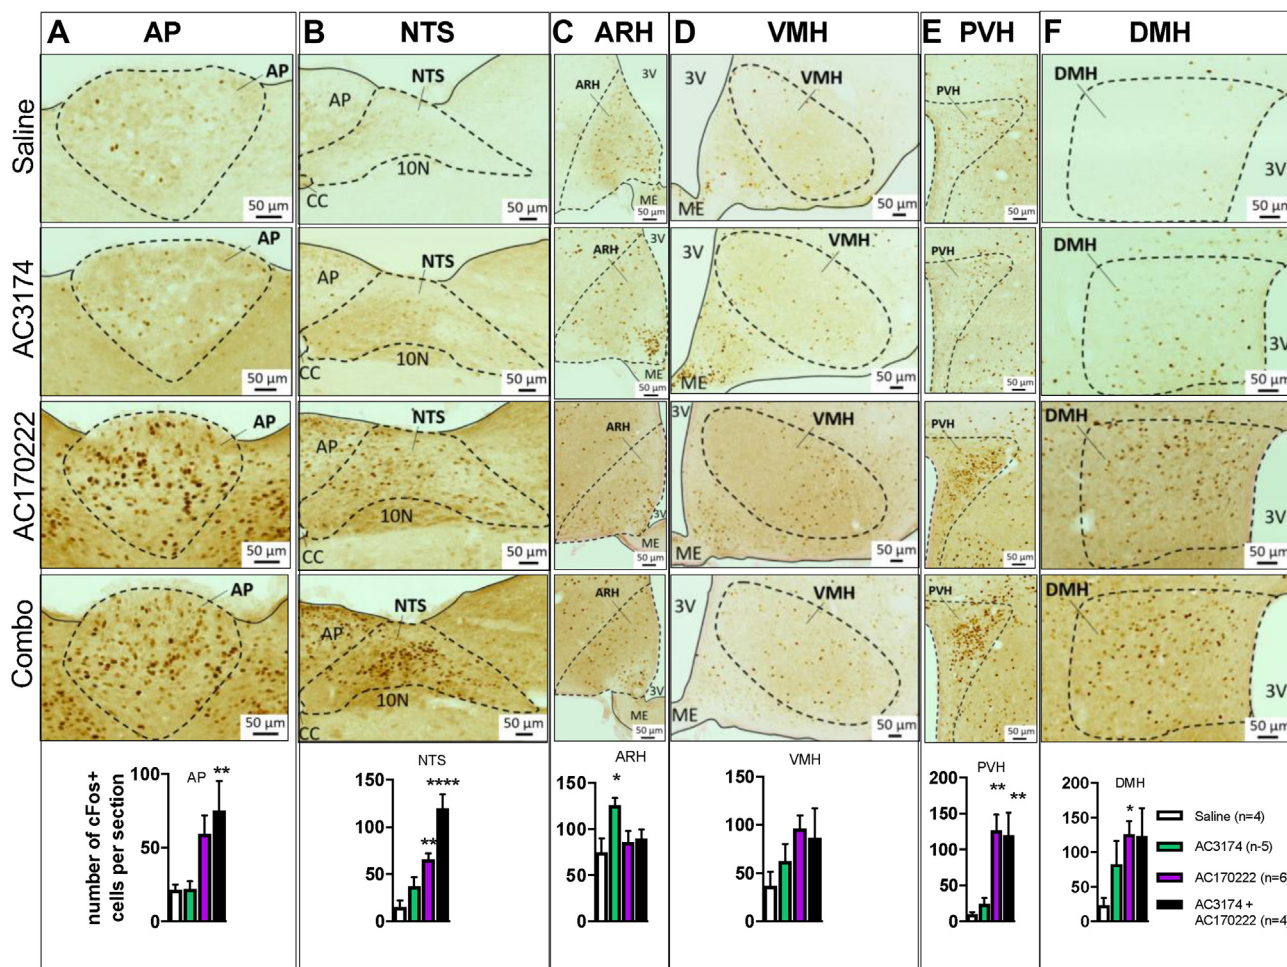 A AP B NTS C ARH D VMH E PVH F DMH
Saline
AP
50 µm
AP NTS 10N CC
50 µm
ARH 3V ME
50 µm
3V VMH ME
50 µm
PVH
50 µm
DMH 3V
50 µm
AC3174
AP
50 µm
AP NTS 10N CC
50 µm
ARH 3V ME
50 µm
3V VMH ME
50 µm
PVH
50 µm
DMH 3V
50 µm
AC170222
AP
50 µm
AP NTS 10N CC
50 µm
ARH 3V
50 µm
3V VMH ME
50 µm
PVH
50 µm
DMH 3V
50 µm
Combo
AP
50 µm
AP NTS 10N CC
50 µm
ARH 3V ME
50 µm
3V VMH ME
50 µm
PVH
50 µm
DMH 3V
50 µm
number of cFos+
cells per section
AP
100
50
0
**
NTS
150
100
50
0
**
****
ARH
150
100
50
0
*
VMH
150
100
50
0
PVH
200
150
100
50
0
**
**
DMH
200
150
100
50
0
*
Saline (n=4)
AC3174 (n-5)
AC170222 (n=6
AC3174 +
AC170222 (n=4